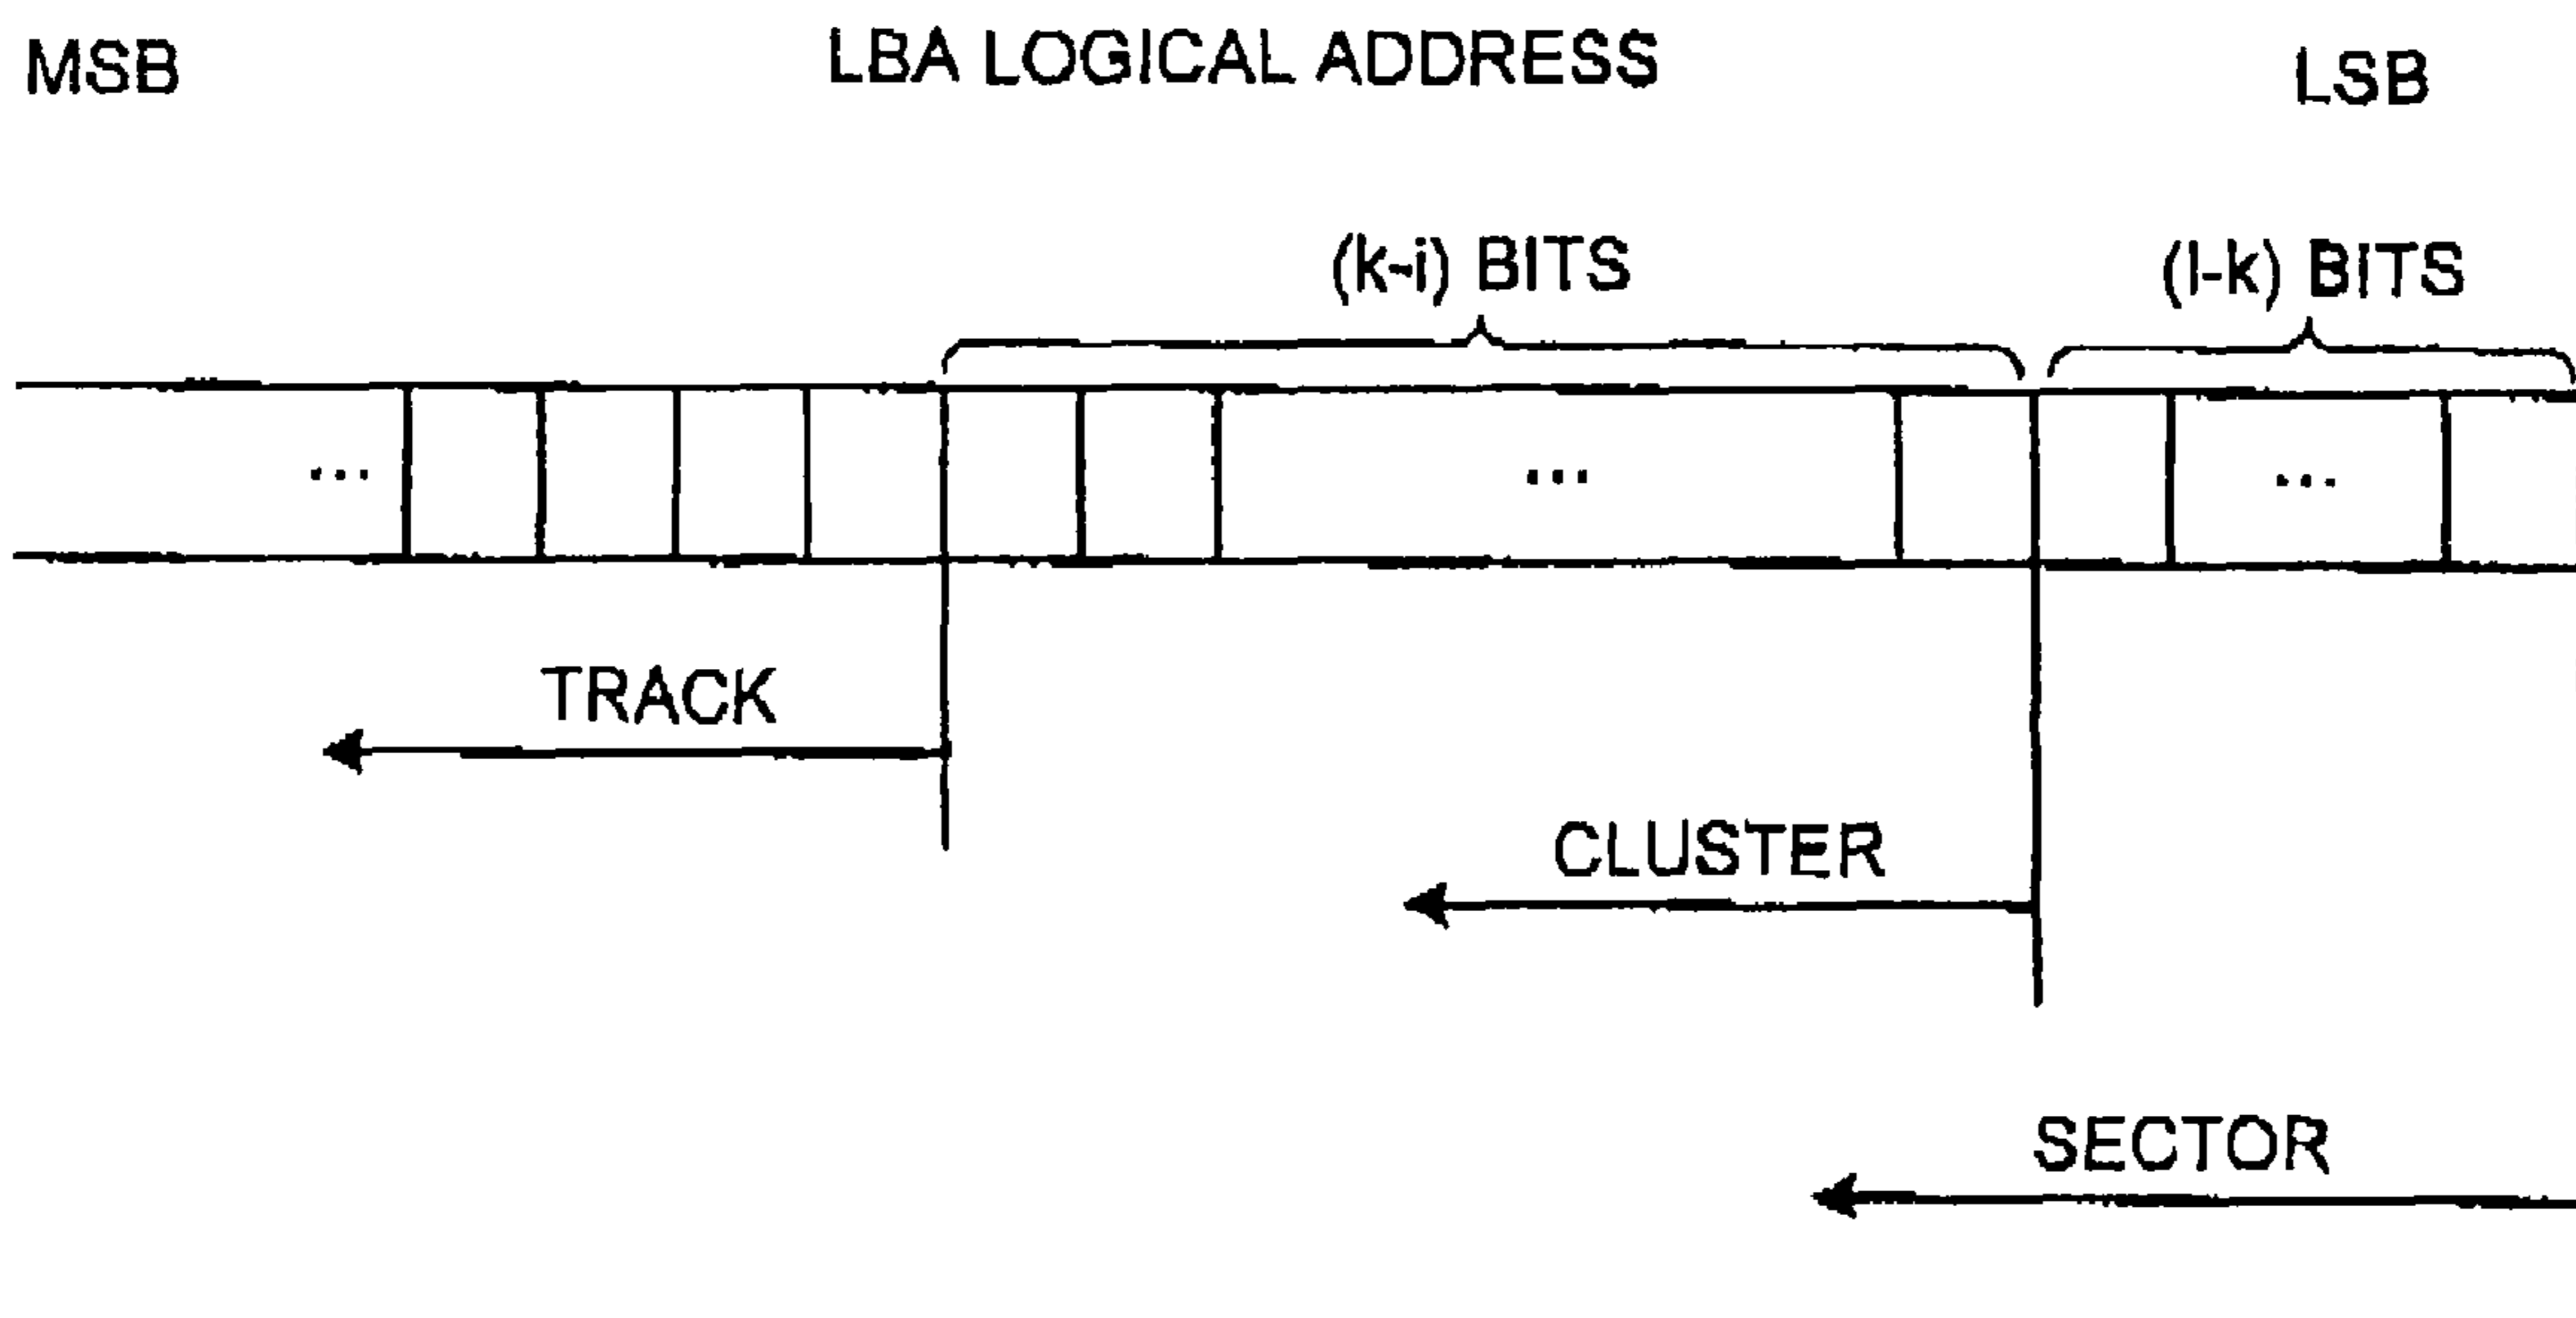 MSB LBA LOGICAL ADDRESS LSB
(k-i) BITS (l-k) BITS
... ... ...
TRACK
CLUSTER
SECTOR